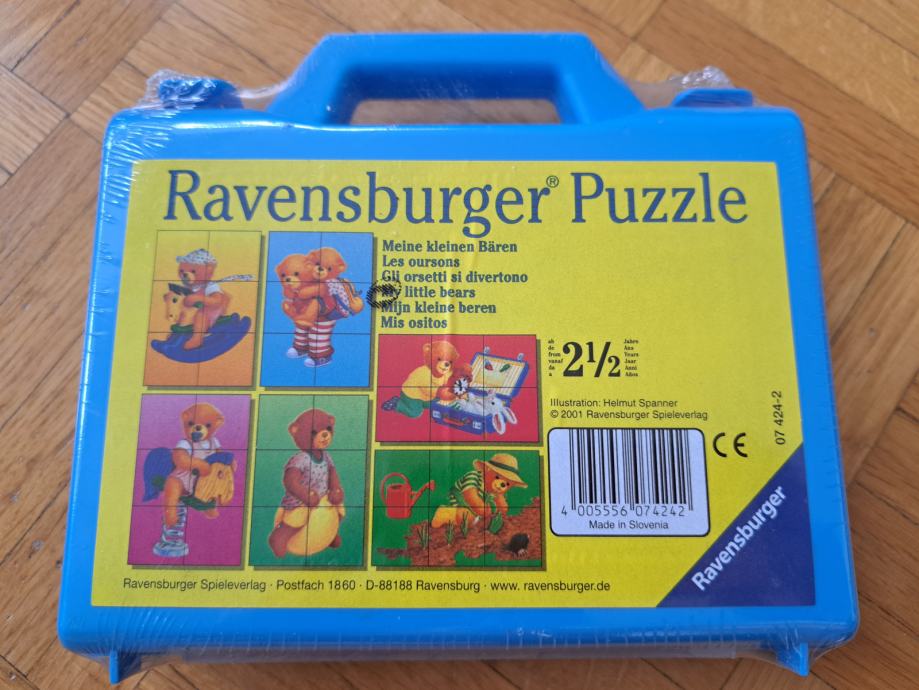 Ravensburger® Puzzle
Meine kleinen Bären
Les oursons
Gli orsetti si divertono
My little bears
Mijn kleine beren
Mis ositos
ab
de
from
vanaf
da
a
2½
Jahre
Ans
Years
Jaar
Anni
Años
Illustration: Helmut Spanner
© 2001 Ravensburger Spieleverlag
4 005556 074242
Made in Slovenia
CE
07 424-2
Ravensburger
Ravensburger Spieleverlag · Postfach 1860 · D-88188 Ravensburg · www. ravensburger.de